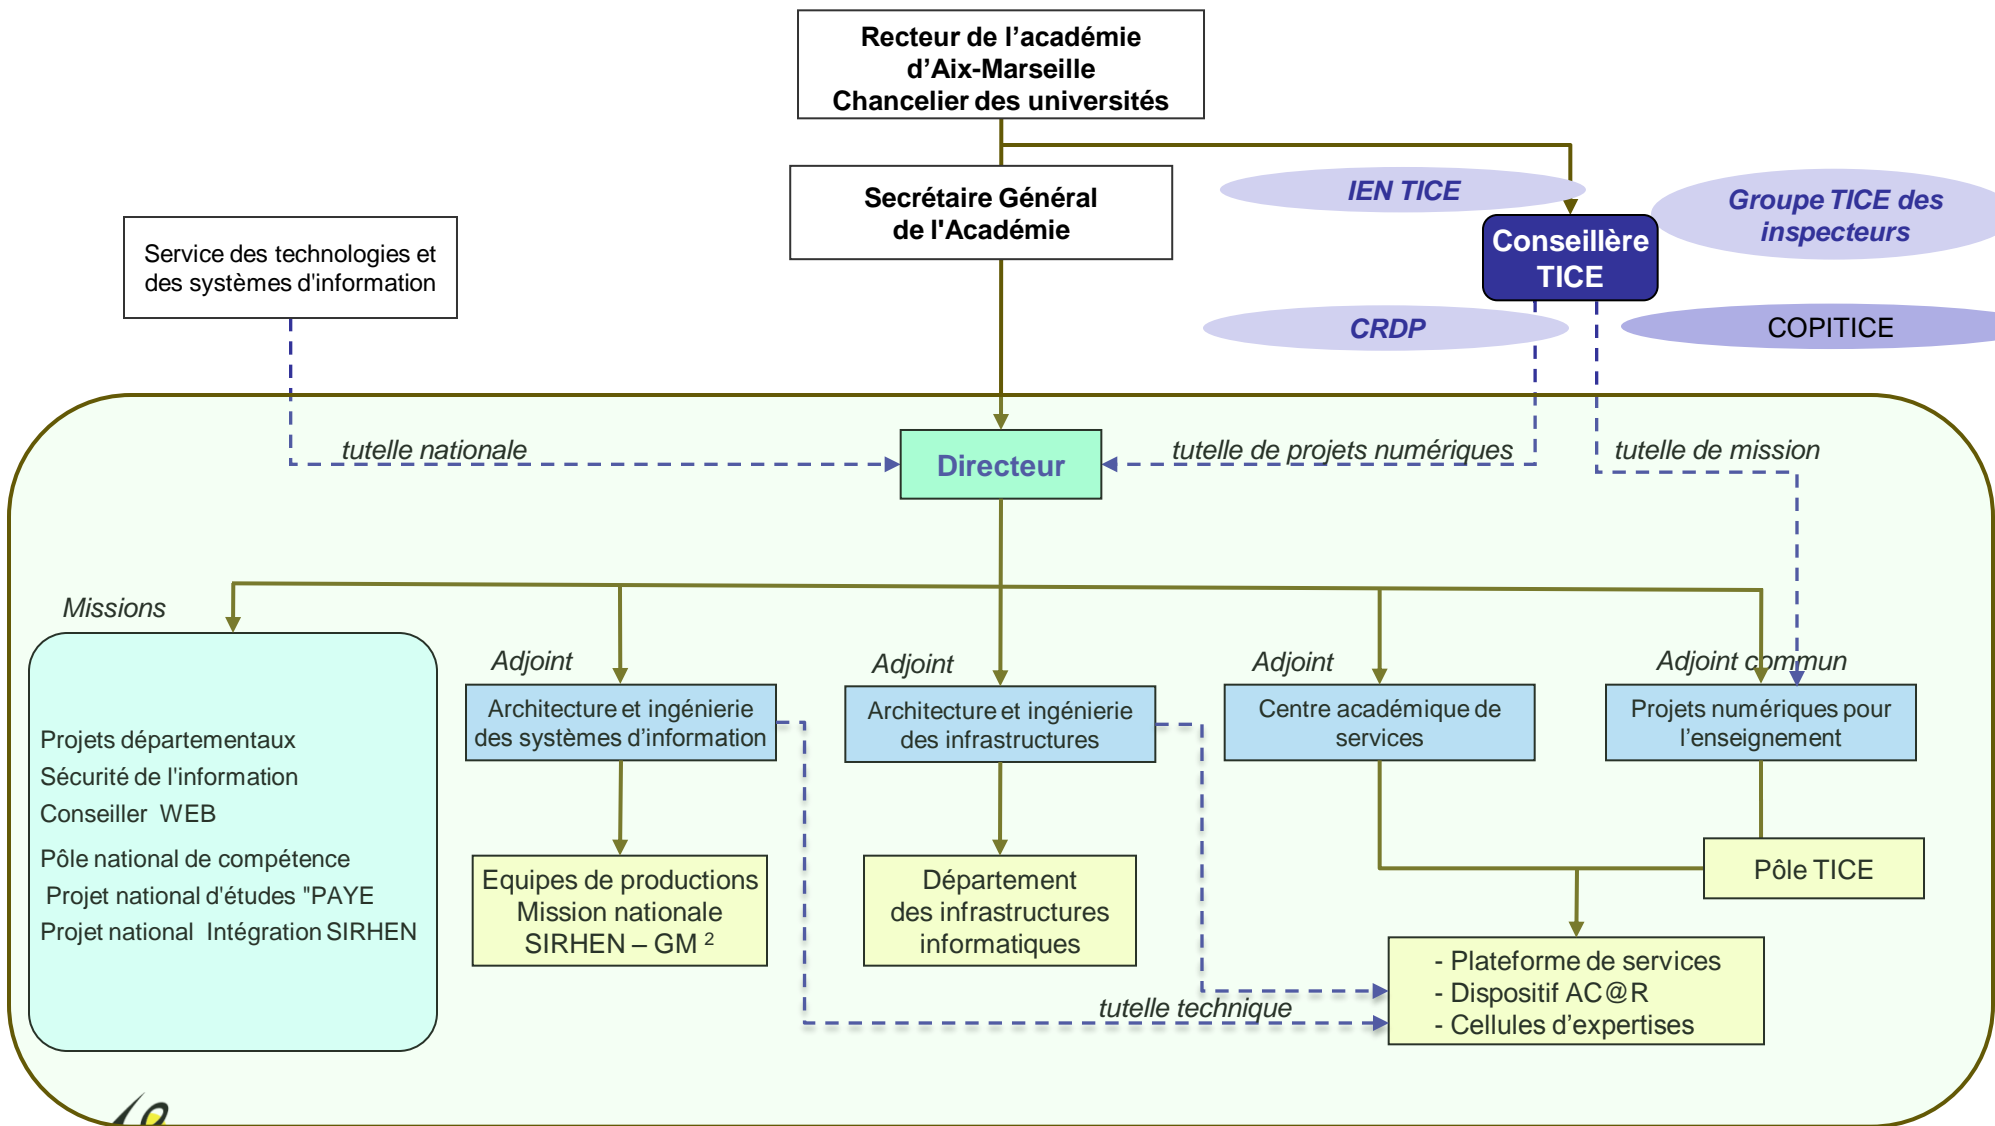 Recteur de l’académie
d’Aix-Marseille
Chancelier des universités
Secrétaire Général
de l'Académie
IEN TICE
Groupe TICE des
inspecteurs
Conseillère
TICE
Service des technologies et
des systèmes d'information
CRDP
COPITICE
tutelle nationale
Directeur
tutelle de projets numériques
tutelle de mission
Missions
Projets départementaux
Sécurité de l'information
Conseiller WEB
Pôle national de compétence
Projet national d'études "PAYE
Projet national Intégration SIRHEN
Adjoint
Architecture et ingénierie
des systèmes d’information
Adjoint
Architecture et ingénierie
des infrastructures
Adjoint
Centre académique de
services
Adjoint commun
Projets numériques pour
l’enseignement
Equipes de productions
Mission nationale
SIRHEN – GM ²
Département
des infrastructures
informatiques
Pôle TICE
- Plateforme de services
- Dispositif AC@R
- Cellules d’expertises
tutelle technique